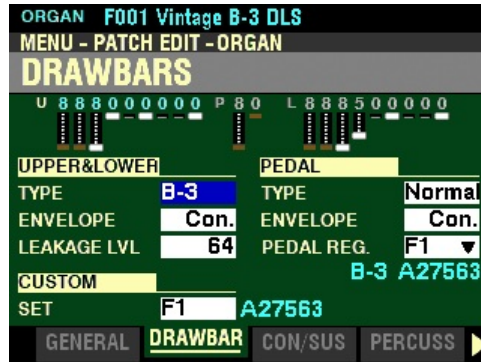 ORGAN F001 Vintage B-3 DLS
MENU - PATCH EDIT - ORGAN
DRAWBARS
U 888000000 P 80 L 888500000
UPPER&LOWER PEDAL
TYPE B-3 TYPE Normal
ENVELOPE Con. ENVELOPE Con.
LEAKAGE LVL 64 PEDAL REG. F1 ▼
B-3 A27563
CUSTOM
SET F1 A27563
GENERAL DRAWBAR CON/SUS PERCUSS